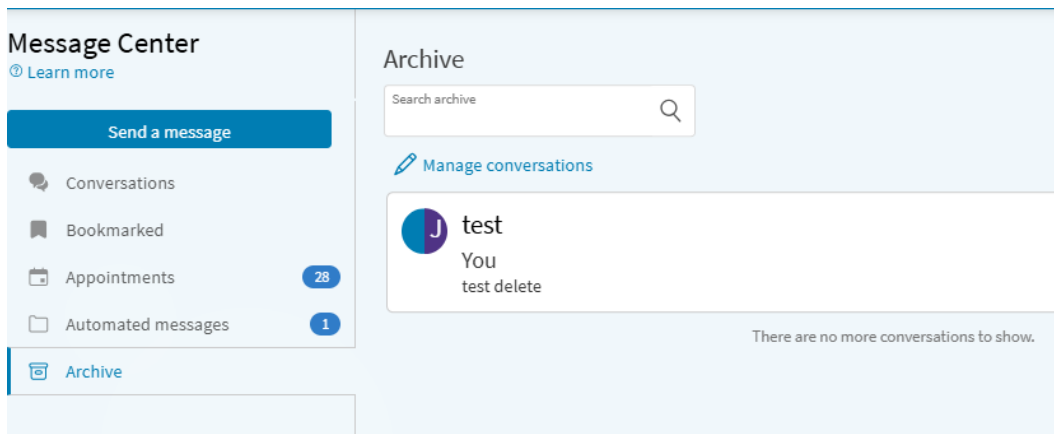 Message Center
Learn more
Send a message
Conversations
Bookmarked
Appointments 28
Automated messages 1
Archive
Archive
Search archive
Manage conversations
J
test
You
test delete
There are no more conversations to show.